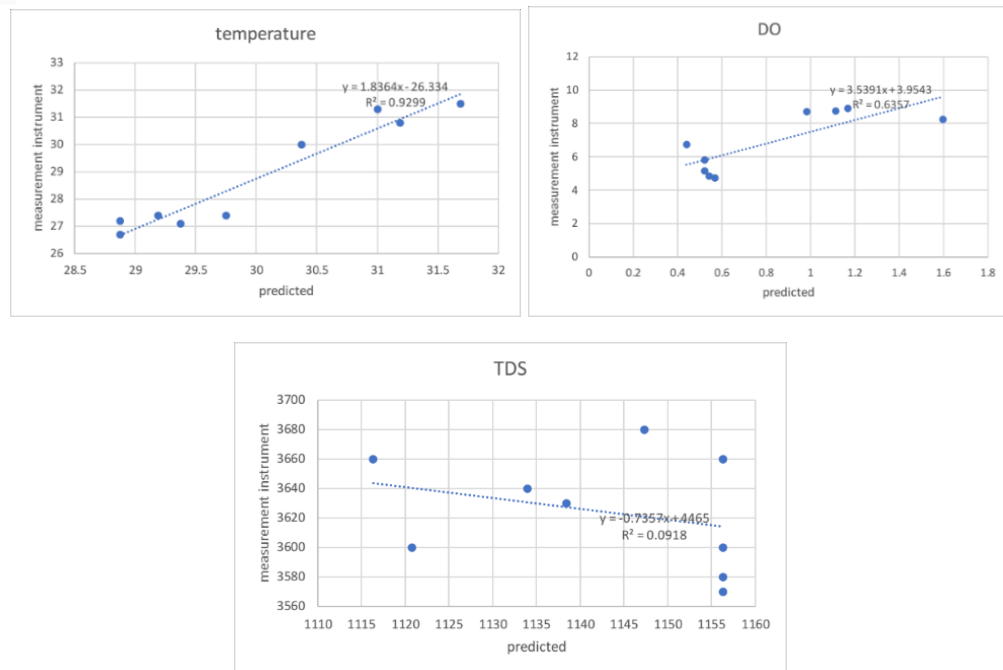 temperature
33
32
31
30
29
28
27
26
28.5 29 29.5 30 30.5 31 31.5 32
measurement instrument
predicted
y = 1.8364x - 26.334
R² = 0.9299
DO
12
10
8
6
4
2
0
0 0.2 0.4 0.6 0.8 1 1.2 1.4 1.6 1.8
measurement instrument
predicted
y = 3.5391x + 3.9543
R² = 0.6357
TDS
3700
3680
3660
3640
3620
3600
3580
3560
1110 1115 1120 1125 1130 1135 1140 1145 1150 1155 1160
measurement instrument
predicted
y = -0.7357x + 4465
R² = 0.0918